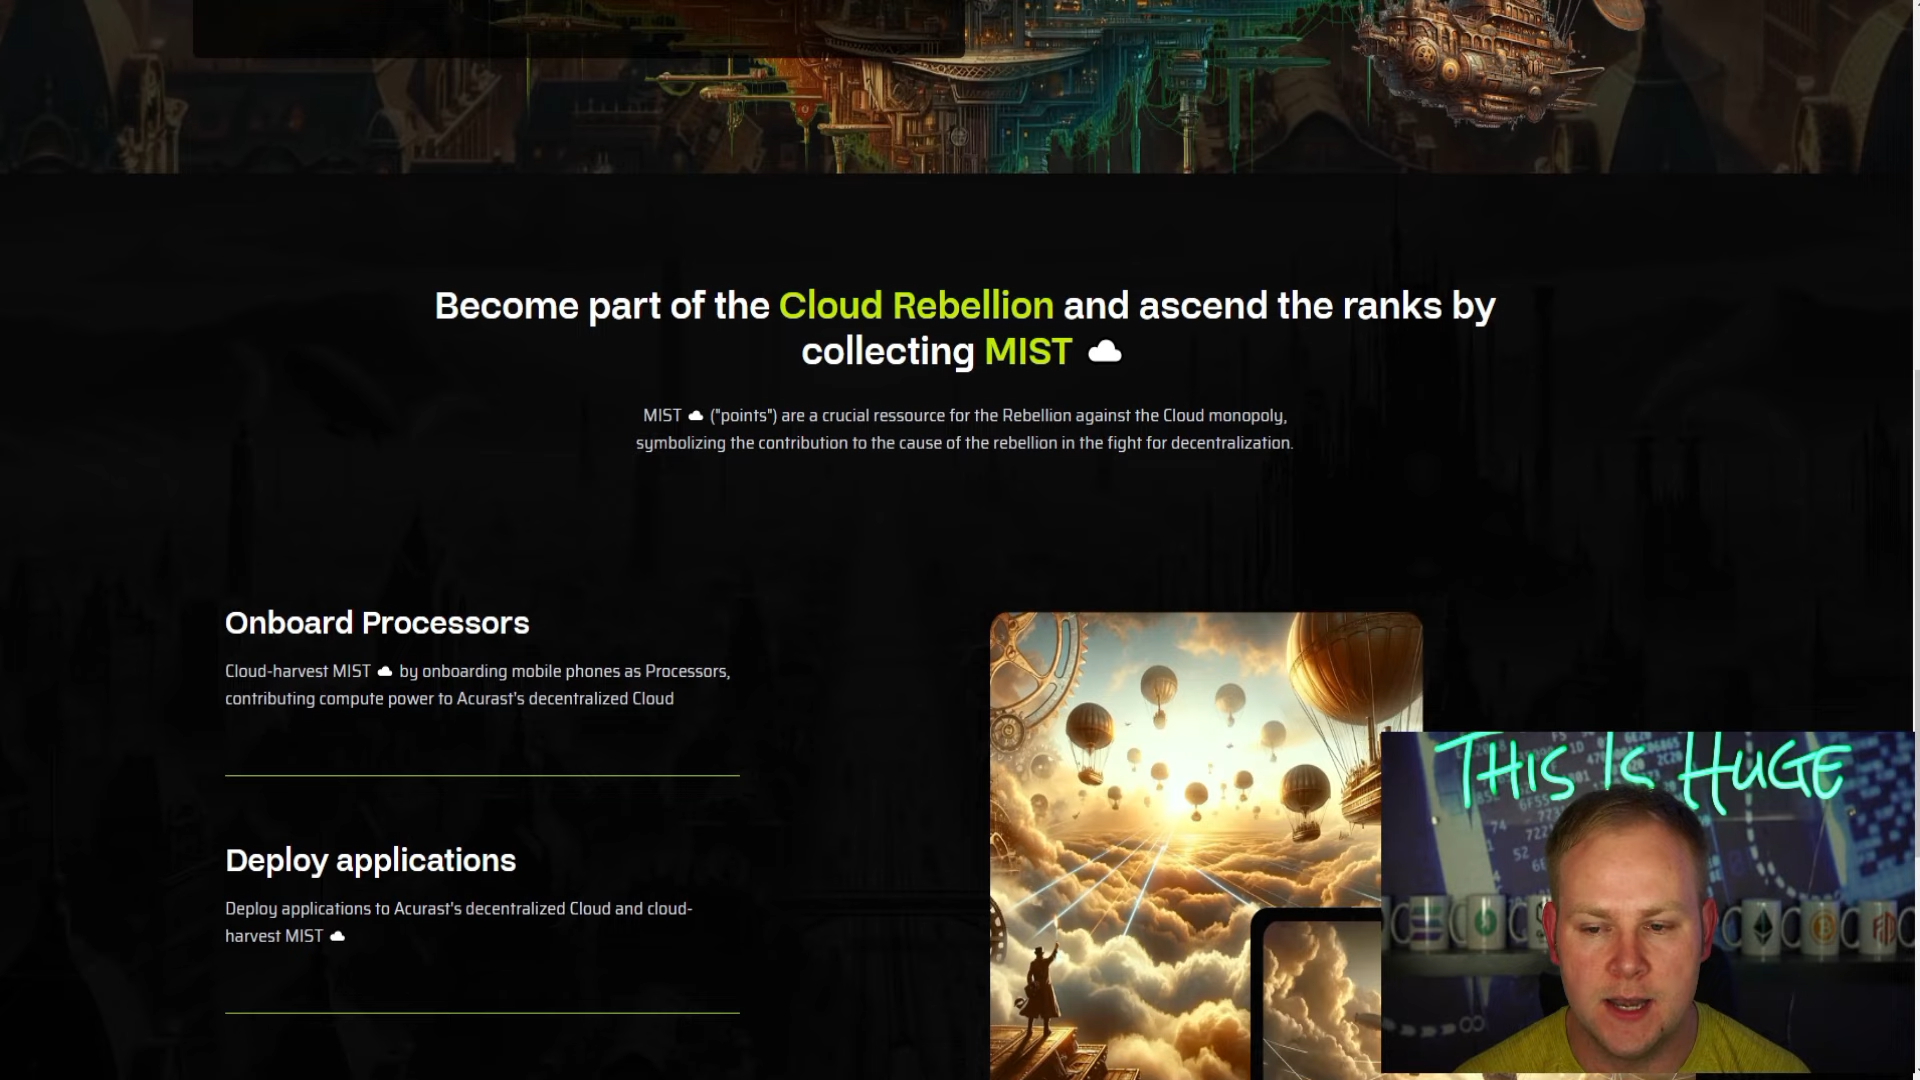 Become part of the Cloud Rebellion and ascend the ranks by
collecting MIST
MIST ("points") are a crucial ressource for the Rebellion against the Cloud monopoly,
symbolizing the contribution to the cause of the rebellion in the fight for decentralization.
Onboard Processors
Cloud-harvest MIST by onboarding mobile phones as Processors,
contributing compute power to Acurast's decentralized Cloud
Deploy applications
Deploy applications to Acurast's decentralized Cloud and cloud-
harvest MIST
THIS IS HUGE